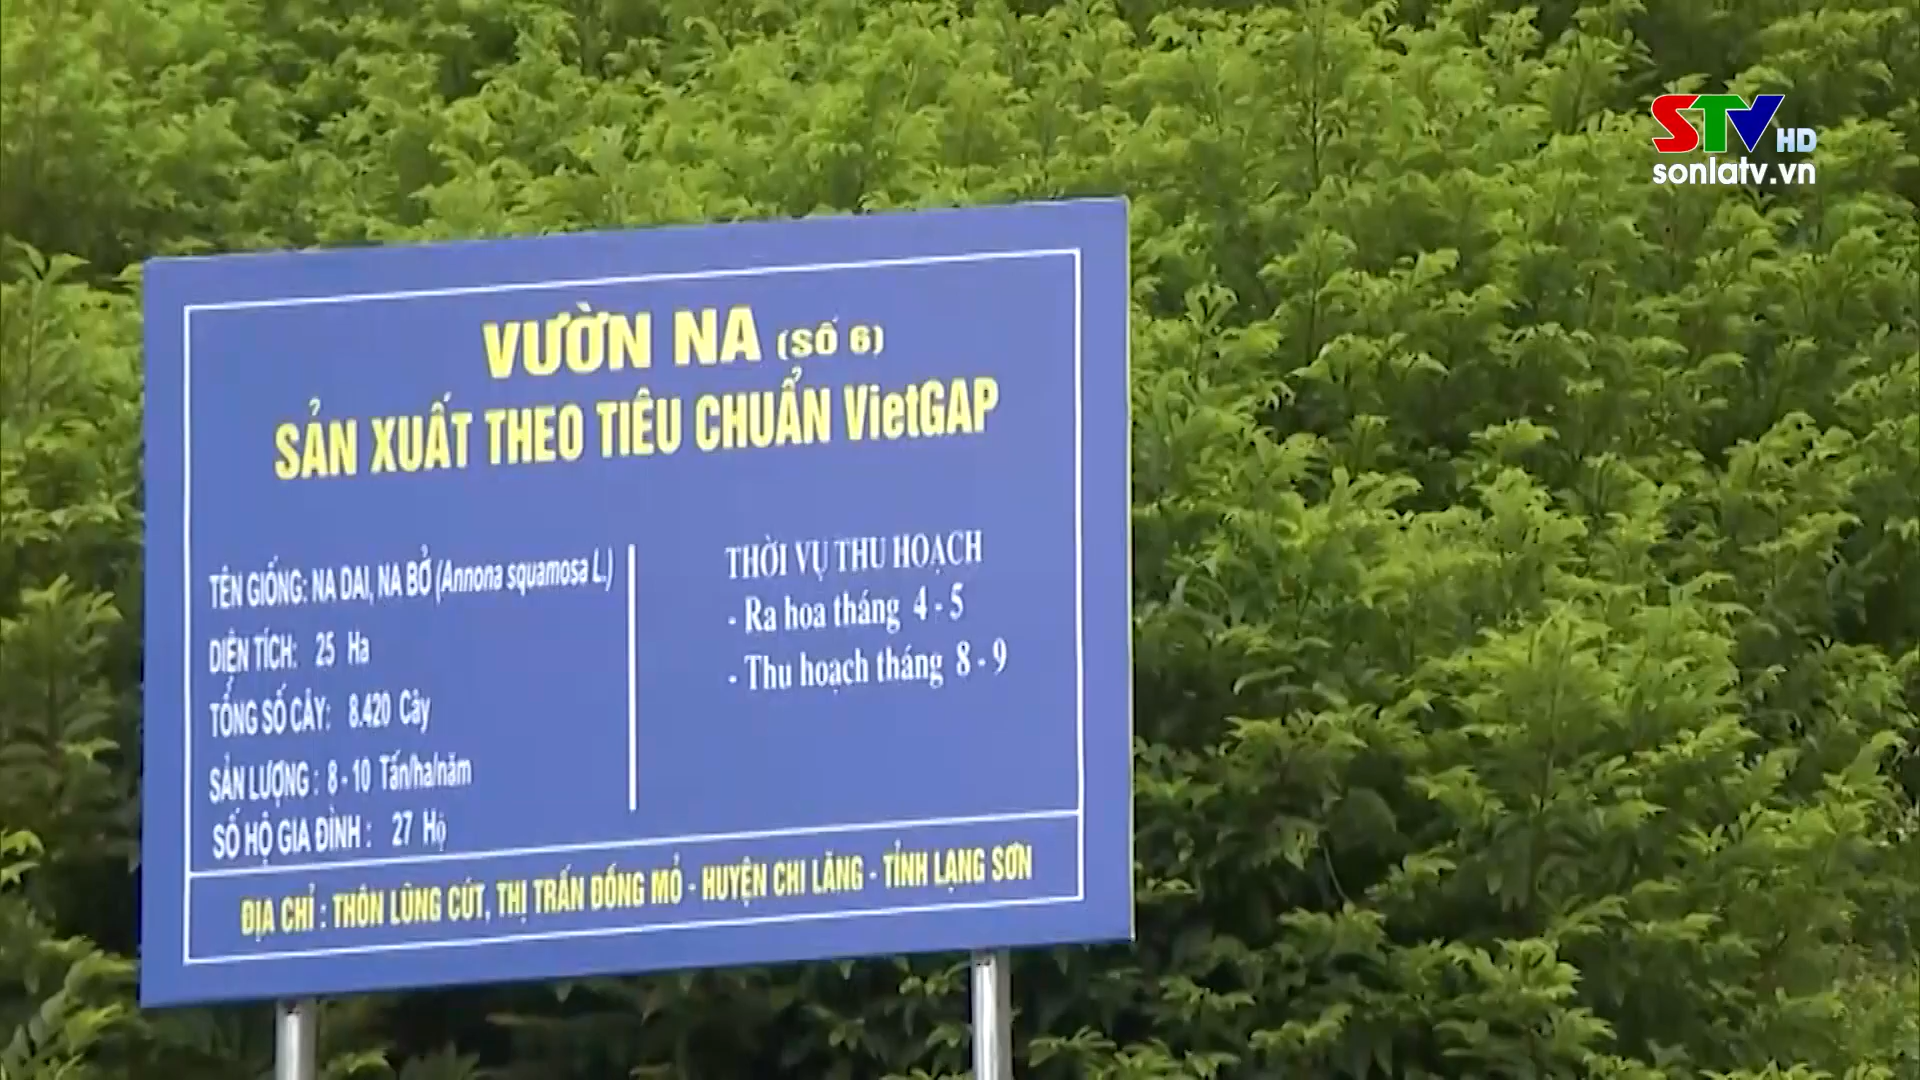 STV HD
sonlatv.vn
VƯỜN NA (SỐ 6)
SẢN XUẤT THEO TIÊU CHUẨN VietGAP
TÊN GIỐNG: NA DAI, NA BỞ (Annona squamosa L.)
DIỆN TÍCH: 25 Ha
TỔNG SỐ CÂY: 8.420 Cây
SẢN LƯỢNG : 8 - 10 Tấn/ha/năm
SỐ HỘ GIA ĐÌNH : 27 Hộ
THỜI VỤ THU HOẠCH
- Ra hoa tháng 4 - 5
- Thu hoạch tháng 8 - 9
ĐỊA CHỈ : THÔN LŨNG CÚT, THỊ TRẤN ĐỒNG MỎ - HUYỆN CHI LĂNG - TỈNH LẠNG SƠN